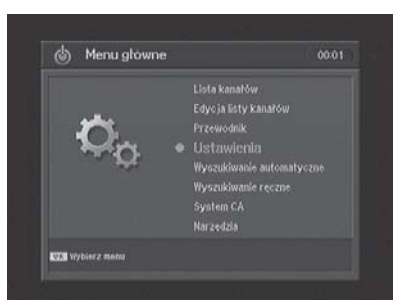 Menu główne
00:01
Lista kanałów
Edycja listy kanałów
Przewodnik
Ustawienia
Wyszukiwanie automatyczne
Wyszukiwanie ręczne
System CA
Narzędzia
OK Wybierz menu